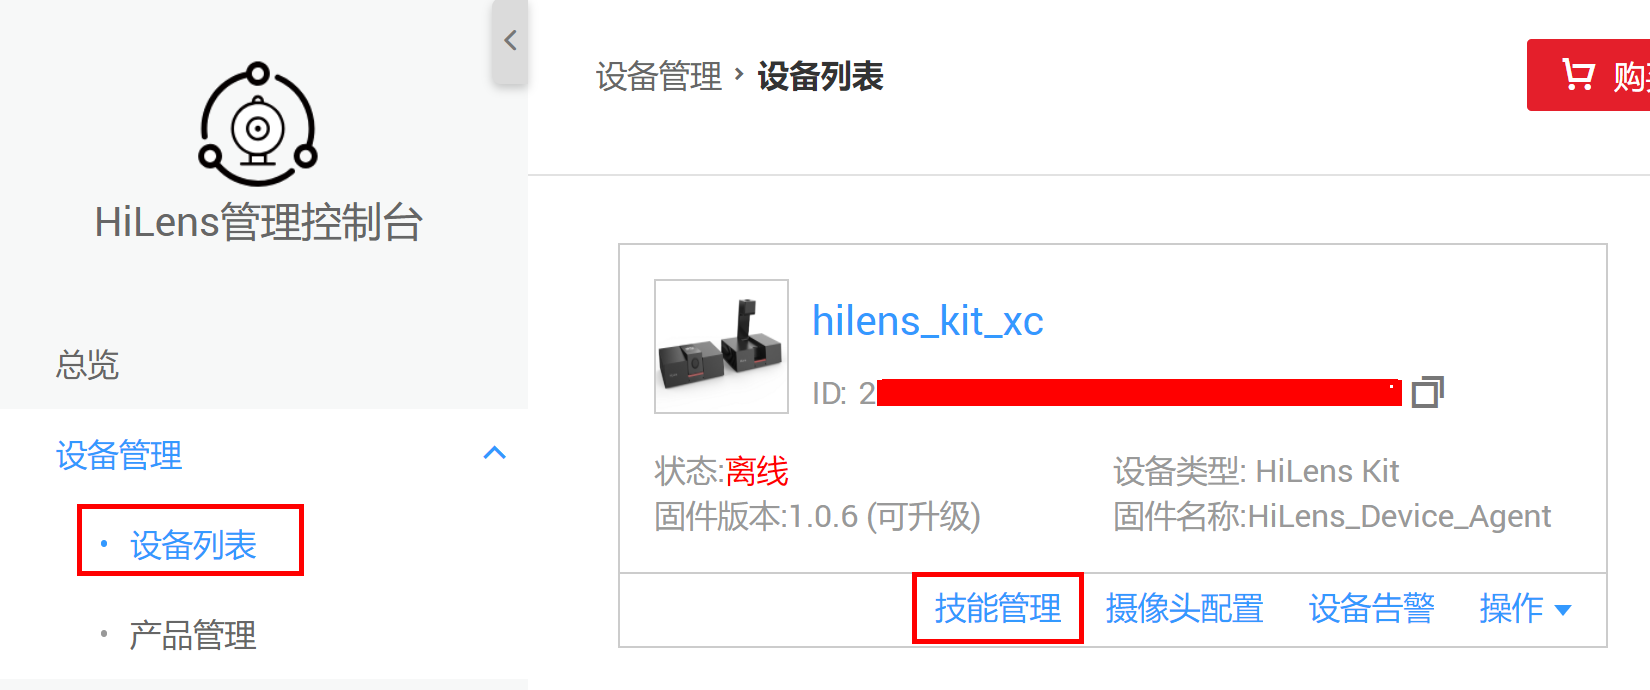 HiLens管理控制台
总览
设备管理
设备列表
产品管理
设备管理 › 设备列表
购
hilens_kit_xc
ID: 2
状态:离线
设备类型: HiLens Kit
固件版本:1.0.6 (可升级)
固件名称:HiLens_Device_Agent
技能管理 摄像头配置 设备告警 操作